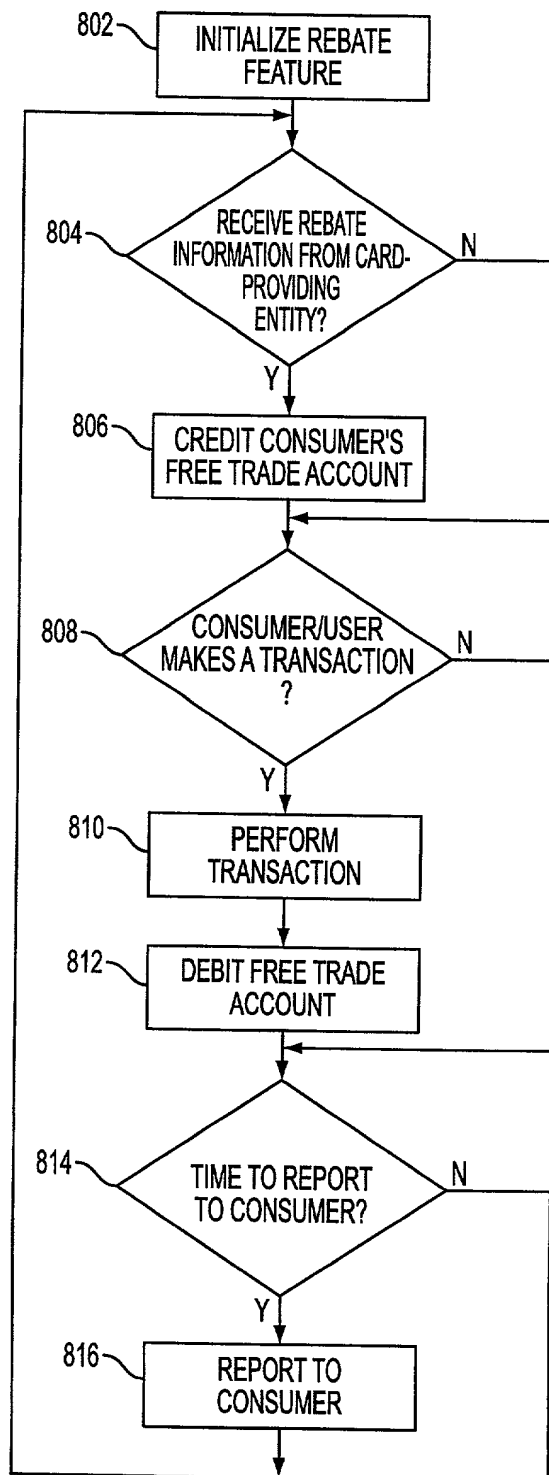 802
INITIALIZE REBATE
FEATURE
804
RECEIVE REBATE
INFORMATION FROM CARD-
PROVIDING
ENTITY?
N
Y
806
CREDIT CONSUMER'S
FREE TRADE ACCOUNT
808
CONSUMER/USER
MAKES A TRANSACTION
?
N
Y
810
PERFORM
TRANSACTION
812
DEBIT FREE TRADE
ACCOUNT
814
TIME TO REPORT
TO CONSUMER?
N
Y
816
REPORT TO
CONSUMER